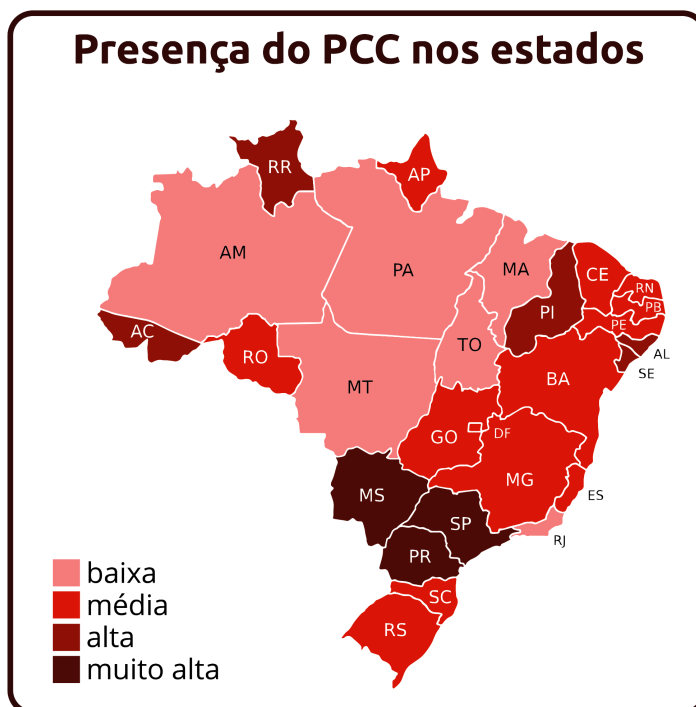 Presença do PCC nos estados
RR
AP
AM
PA
MA
CE
RN
PB
PI
PE
AC
TO
AL
RO
SE
MT
BA
GO
DF
MG
MS
ES
SP
RJ
PR
SC
RS
baixa
média
alta
muito alta